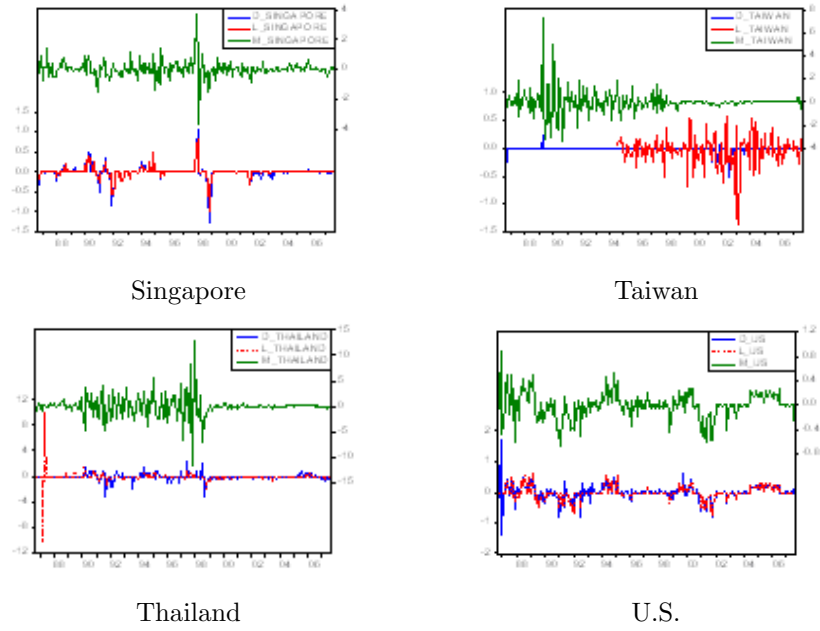 D_SINGAPORE
L_SINGAPORE
M_SINGAPORE
4
2
0
-2
-4
1.5
1.0
0.5
0.0
-0.5
-1.0
-1.5
88 90 92 94 96 98 00 02 04 06
Singapore
D_TAIWAN
L_TAIWAN
M_TAIWAN
8
6
4
2
0
-2
-4
1.0
0.5
0.0
-0.5
-1.0
-1.5
88 90 92 94 96 98 00 02 04 06
Taiwan
D_THAILAND
L_THAILAND
M_THAILAND
15
10
5
0
-5
-10
-15
12
8
4
0
-4
-8
-12
88 90 92 94 96 98 00 02 04 06
Thailand
D_US
L_US
M_US
1.2
0.8
0.4
0.0
-0.4
-0.8
2
1
0
-1
-2
88 90 92 94 96 98 00 02 04 06
U.S.